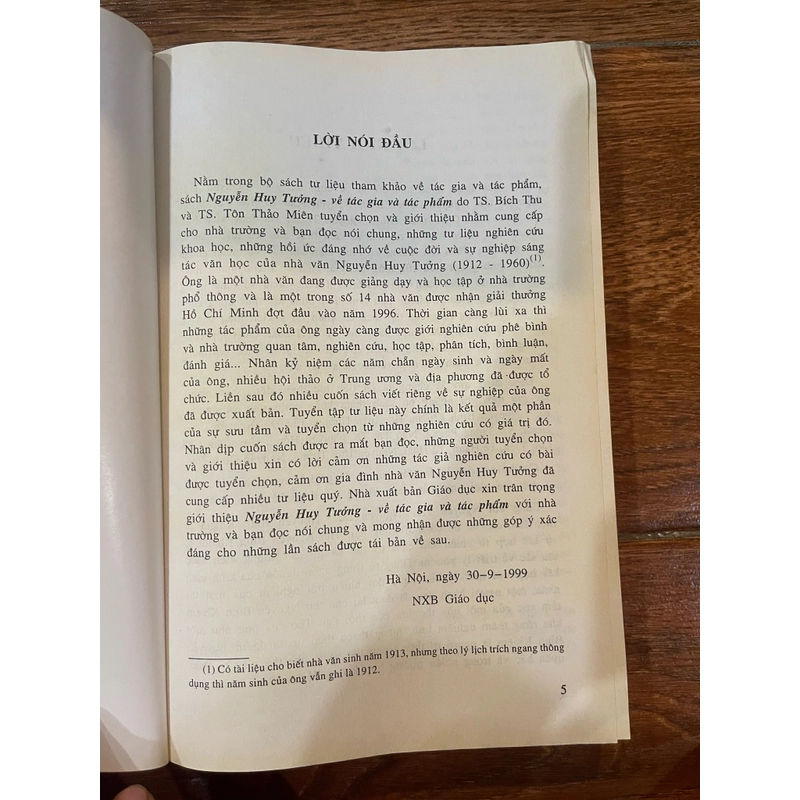 LỜI NÓI ĐẦU
Nằm trong bộ sách tư liệu tham khảo về tác gia và tác phẩm,
sách Nguyễn Huy Tưởng - về tác gia và tác phẩm do TS. Bích Thu
và TS. Tôn Thảo Miên tuyển chọn và giới thiệu nhằm cung cấp
cho nhà trường và bạn đọc nói chung, những tư liệu nghiên cứu
khoa học, những hồi ức đáng nhớ về cuộc đời và sự nghiệp sáng
tác văn học của nhà văn Nguyễn Huy Tưởng (1912 - 1960)(1).
Ông là một nhà văn đang được giảng dạy và học tập ở nhà trường
phổ thông và là một trong số 14 nhà văn được nhận giải thưởng
Hồ Chí Minh đợt đầu vào năm 1996. Thời gian càng lùi xa thì
những tác phẩm của ông ngày càng được giới nghiên cứu phê bình
và nhà trường quan tâm, nghiên cứu, học tập, phân tích, bình luận,
đánh giá... Nhân kỷ niệm các năm chẵn ngày sinh và ngày mất
của ông, nhiều hội thảo ở Trung ương và địa phương đã được tổ
chức. Liên sau đó nhiều cuốn sách viết riêng về sự nghiệp của ông
đã được xuất bản. Tuyển tập tư liệu này chính là kết quả một phần
của sự sưu tầm và tuyển chọn từ những nghiên cứu có giá trị đó.
Nhân dịp cuốn sách được ra mắt bạn đọc, những người tuyển chọn
và giới thiệu xin có lời cảm ơn những tác giả nghiên cứu có bài
được tuyển chọn, cảm ơn gia đình nhà văn Nguyễn Huy Tưởng đã
cung cấp nhiều tư liệu quý. Nhà xuất bản Giáo dục xin trân trọng
giới thiệu Nguyễn Huy Tưởng - về tác gia và tác phẩm với nhà
trường và bạn đọc nói chung và mong nhận được những góp ý xác
đáng cho những lần sách được tái bản về sau.
Hà Nội, ngày 30-9-1999
NXB Giáo dục
(1) Có tài liệu cho biết nhà văn sinh năm 1913, nhưng theo lý lịch trích ngang thông
dụng thì năm sinh của ông vẫn ghi là 1912.
5